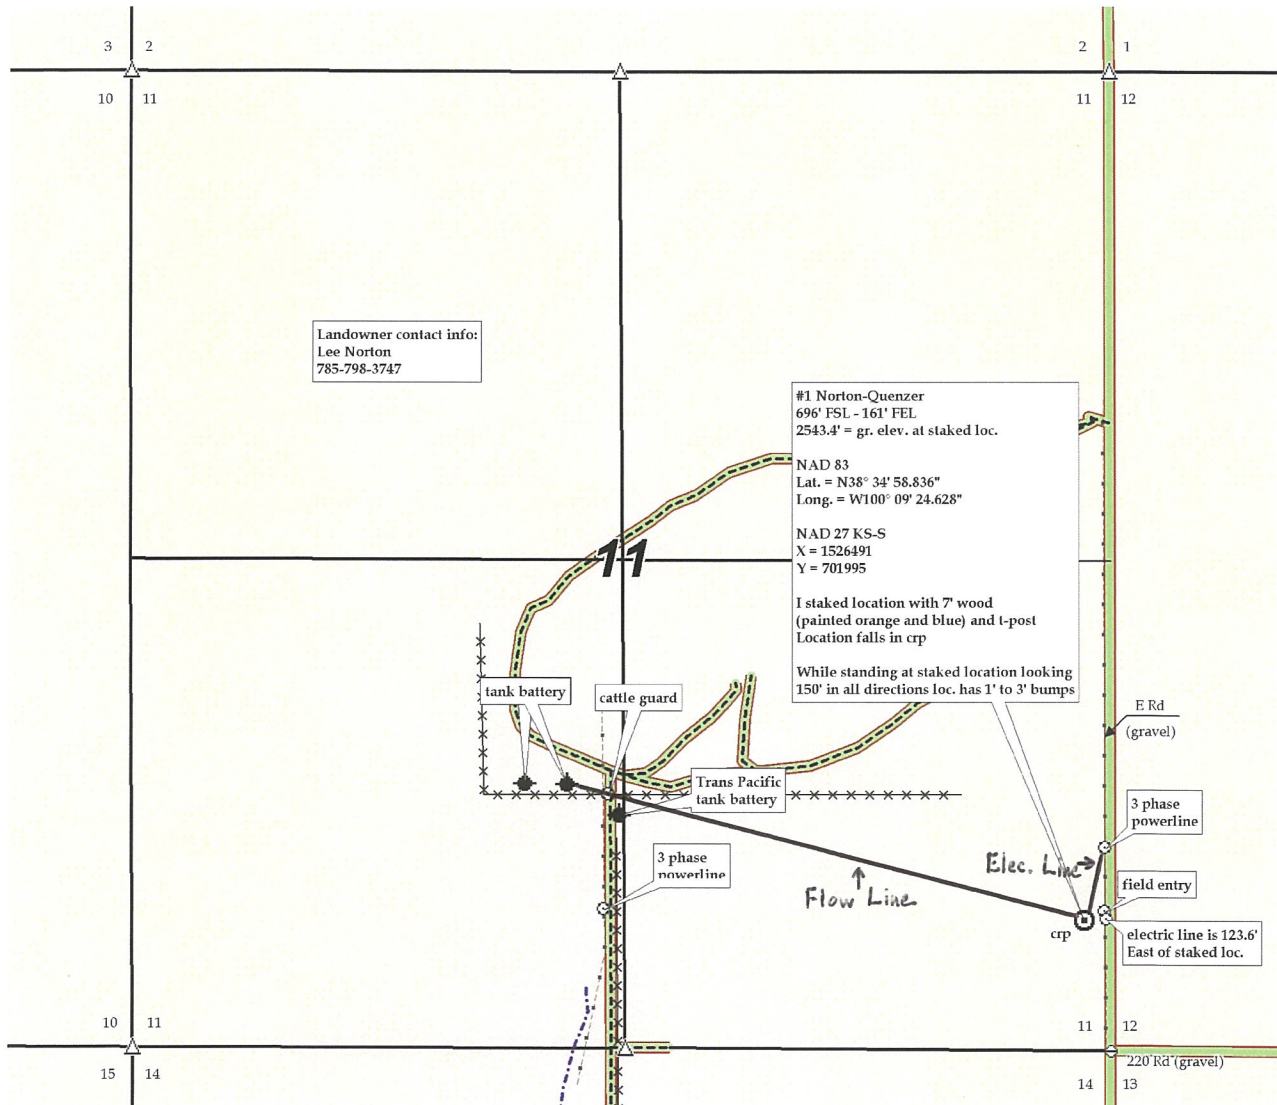 3 2
2 1
10 11
11 12
Landowner contact info:
Lee Norton
785-798-3747
#1 Norton-Quenzer
696' FSL - 161' FEL
2543.4' = gr. elev. at staked loc.
NAD 83
Lat. = N38° 34' 58.836"
Long. = W100° 09' 24.628"
NAD 27 KS-S
X = 1526491
Y = 701995
I staked location with 7' wood
(painted orange and blue) and t-post
Location falls in crp
While standing at staked location looking
150' in all directions loc. has 1' to 3' bumps
11
tank battery
cattle guard
E Rd
(gravel)
Trans Pacific
tank battery
3 phase
powerline
3 phase
powerline
Elec. Line
Flow Line
field entry
crp
electric line is 123.6'
East of staked loc.
10 11
11 12
220 Rd (gravel)
15 14
14 13